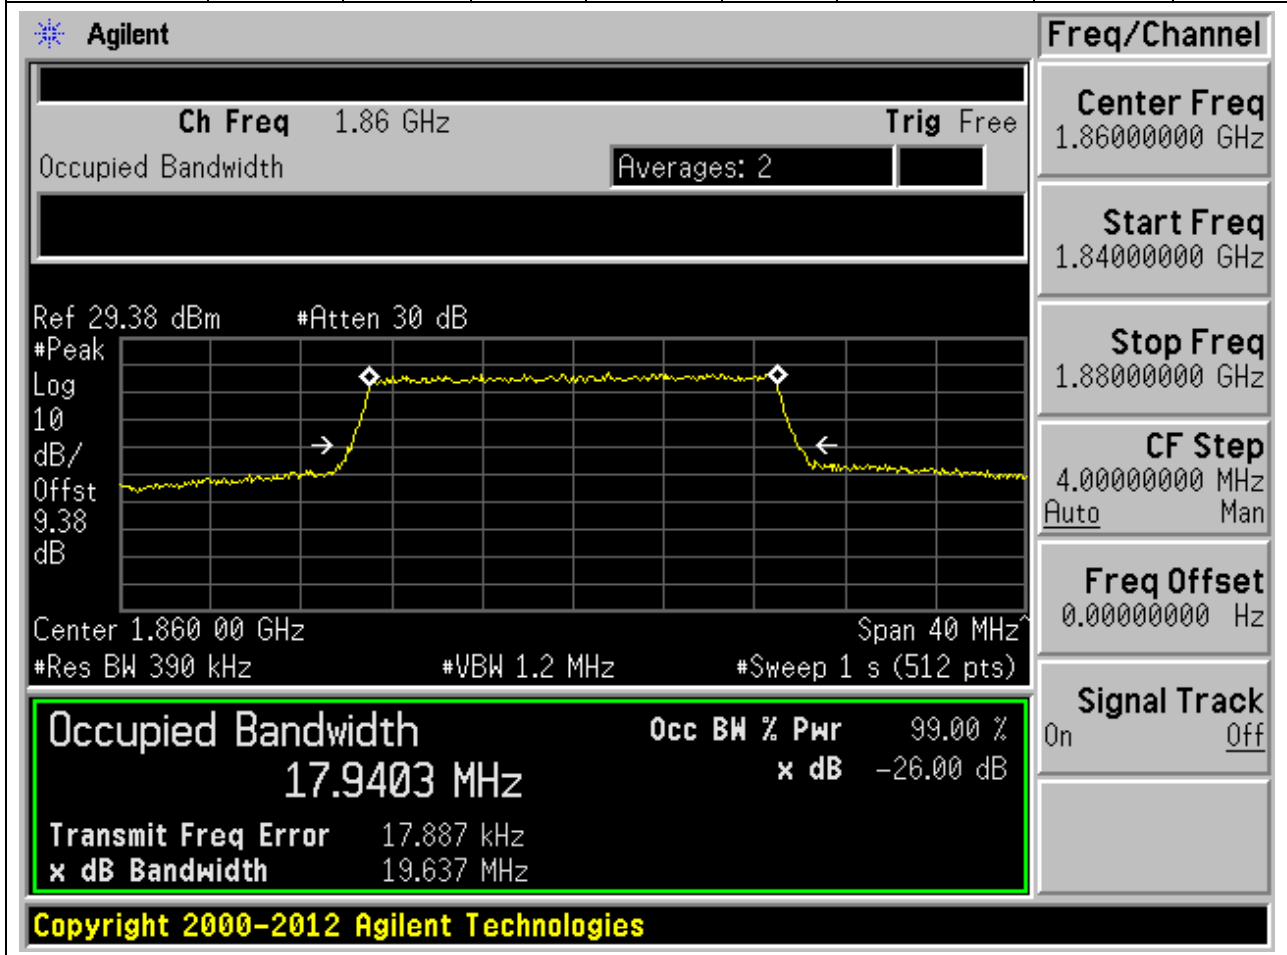 Agilent
Freq/Channel
Ch Freq 1.86 GHz Trig Free
Occupied Bandwidth Averages: 2
Center Freq
1.86000000 GHz
Start Freq
1.84000000 GHz
Stop Freq
1.88000000 GHz
CF Step
4.00000000 MHz
Auto Man
Freq Offset
0.00000000 Hz
Signal Track
On Off
Ref 29.38 dBm #Atten 30 dB
#Peak
Log
10
dB/
Offst
9.38
dB
Center 1.860 00 GHz Span 40 MHz^
#Res BW 390 kHz #VBW 1.2 MHz #Sweep 1 s (512 pts)
Occupied Bandwidth
17.9403 MHz
Occ BW % Pwr 99.00 %
x dB -26.00 dB
Transmit Freq Error 17.887 kHz
x dB Bandwidth 19.637 MHz
Copyright 2000-2012 Agilent Technologies